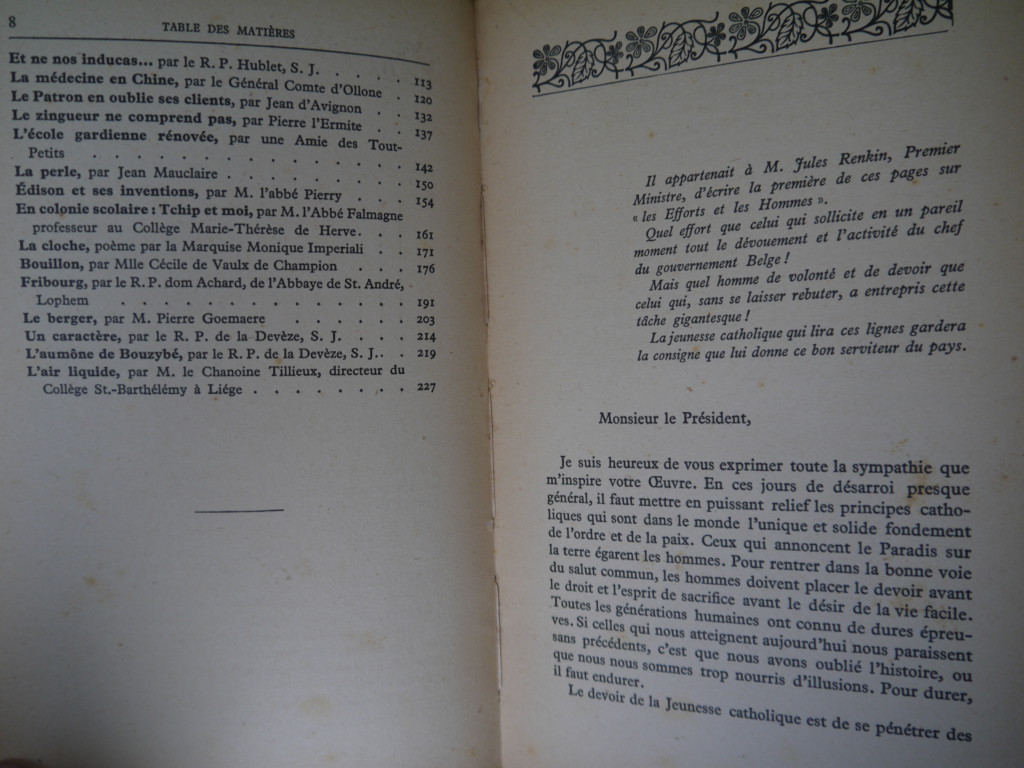 8
TABLE DES MATIÈRES
Et ne nos inducas... par le R. P. Hublet, S. J. . . . . . 113
La médecine en Chine, par le Général Comte d'Ollone . 120
Le Patron en oublie ses clients, par Jean d'Avignon . . 132
Le zingueur ne comprend pas, par Pierre l'Ermite . . 137
L'école gardienne rénovée, par une Amie des Tout-
Petits . . . . . . . . . . . . . . 142
La perle, par Jean Mauclaire . . . . . . . . 150
Édison et ses inventions, par M. l'abbé Pierry . . . 154
En colonie scolaire : Tchip et moi, par M. l'Abbé Falmagne
professeur au Collège Marie-Thérèse de Herve. . . 161
La cloche, poème par la Marquise Monique Imperiali . . 171
Bouillon, par Mlle Cécile de Vaulx de Champion . . . 176
Fribourg, par le R. P. dom Achard, de l'Abbaye de St. André,
Lophem . . . . . . . . . . . . . 191
Le berger, par M. Pierre Goemaere . . . . . . 203
Un caractère, par le R. P. de la Devèze, S. J. . . . 214
L'aumône de Bouzybé, par le R. P. de la Devèze, S. J.. . 219
L'air liquide, par M. le Chanoine Tillieux, directeur du
Collège St.-Barthélémy à Liége . . . . . . . . 227
Il appartenait à M. Jules Renkin, Premier
Ministre, d'écrire la première de ces pages sur
« les Efforts et les Hommes ».
Quel effort que celui qui sollicite en un pareil
moment tout le dévouement et l'activité du chef
du gouvernement Belge !
Mais quel homme de volonté et de devoir que
celui qui, sans se laisser rebuter, a entrepris cette
tâche gigantesque !
La jeunesse catholique qui lira ces lignes gardera
la consigne que lui donne ce bon serviteur du pays.
Monsieur le Président,
Je suis heureux de vous exprimer toute la sympathie que
m'inspire votre Œuvre. En ces jours de désarroi presque
général, il faut mettre en puissant relief les principes catho-
liques qui sont dans le monde l'unique et solide fondement
de l'ordre et de la paix. Ceux qui annoncent le Paradis sur
la terre égarent les hommes. Pour rentrer dans la bonne voie
du salut commun, les hommes doivent placer le devoir avant
le droit et l'esprit de sacrifice avant le désir de la vie facile.
Toutes les générations humaines ont connu de dures épreu-
ves. Si celles qui nous atteignent aujourd'hui nous paraissent
sans précédents, c'est que nous avons oublié l'histoire, ou
que nous nous sommes trop nourris d'illusions. Pour durer,
il faut endurer.
Le devoir de la Jeunesse catholique est de se pénétrer des